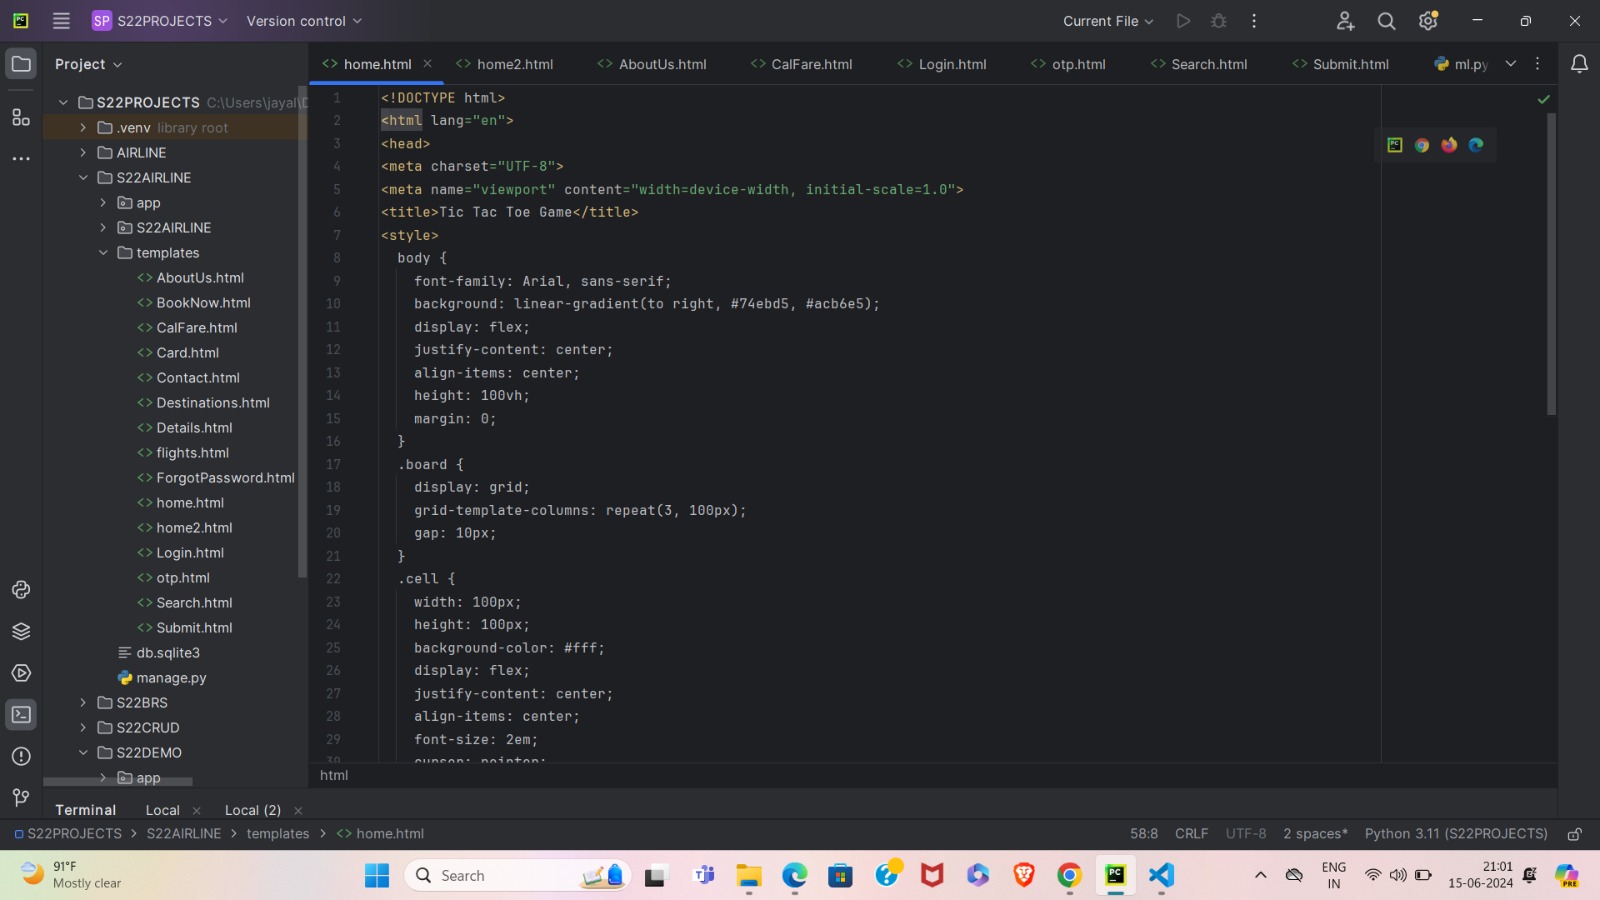 PC SP S22PROJECTS Version control Current File
Project
home.html home2.html AboutUs.html CalFare.html Login.html otp.html Search.html Submit.html ml.py
S22PROJECTS C:\Users\jayal\
.venv library root
AIRLINE
S22AIRLINE
app
S22AIRLINE
templates
AboutUs.html
BookNow.html
CalFare.html
Card.html
Contact.html
Destinations.html
Details.html
flights.html
ForgotPassword.html
home.html
home2.html
Login.html
otp.html
Search.html
Submit.html
db.sqlite3
manage.py
S22BRS
S22CRUD
S22DEMO
app
1 <!DOCTYPE html>
2 <html lang="en">
3 <head>
4 <meta charset="UTF-8">
5 <meta name="viewport" content="width=device-width, initial-scale=1.0">
6 <title>Tic Tac Toe Game</title>
7 <style>
8 body {
9 font-family: Arial, sans-serif;
10 background: linear-gradient(to right, #74ebd5, #acb6e5);
11 display: flex;
12 justify-content: center;
13 align-items: center;
14 height: 100vh;
15 margin: 0;
16 }
17 .board {
18 display: grid;
19 grid-template-columns: repeat(3, 100px);
20 gap: 10px;
21 }
22 .cell {
23 width: 100px;
24 height: 100px;
25 background-color: #fff;
26 display: flex;
27 justify-content: center;
28 align-items: center;
29 font-size: 2em;
30 cursor: pointer;
html
Terminal Local Local (2)
S22PROJECTS > S22AIRLINE > templates > <> home.html 58:8 CRLF UTF-8 2 spaces* Python 3.11 (S22PROJECTS)
91°F
Mostly clear
Search
ENG
IN
21:01
15-06-2024
PRE